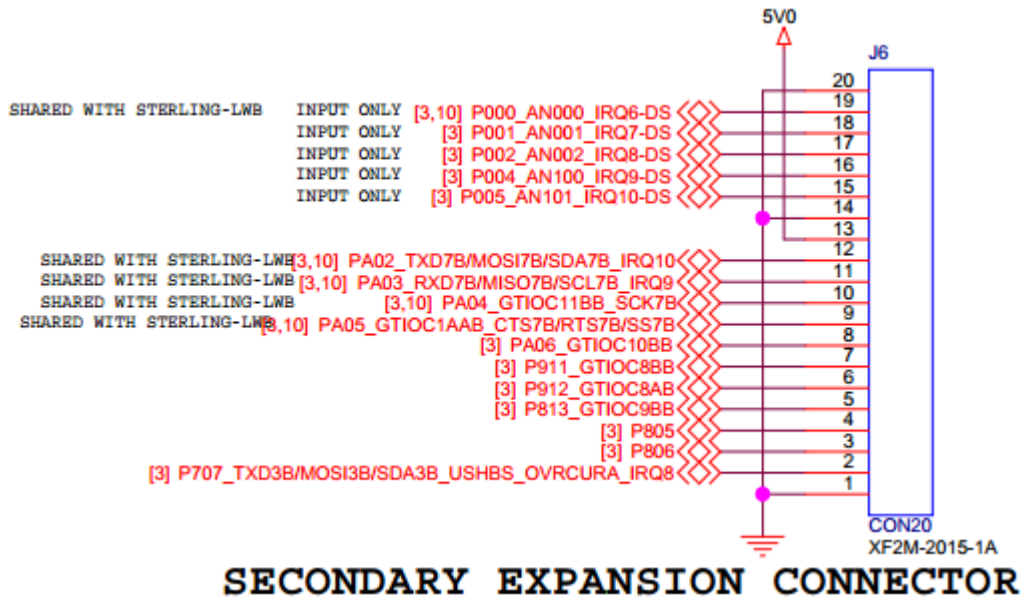 5V0
J6
20
SHARED WITH STERLING-LWB INPUT ONLY [3,10] P000_AN000_IRQ6-DS 19
INPUT ONLY [3] P001_AN001_IRQ7-DS 18
INPUT ONLY [3] P002_AN002_IRQ8-DS 17
INPUT ONLY [3] P004_AN100_IRQ9-DS 16
INPUT ONLY [3] P005_AN101_IRQ10-DS 15
14
13
SHARED WITH STERLING-LWB [3,10] PA02_TXD7B/MOSI7B/SDA7B_IRQ10 12
SHARED WITH STERLING-LWB [3,10] PA03_RXD7B/MISO7B/SCL7B_IRQ9 11
SHARED WITH STERLING-LWB [3,10] PA04_GTIOC11BB_SCK7B 10
SHARED WITH STERLING-LWB [3,10] PA05_GTIOC1AAB_CTS7B/RTS7B/SS7B 9
[3] PA06_GTIOC10BB 8
[3] P911_GTIOC8BB 7
[3] P912_GTIOC8AB 6
[3] P813_GTIOC9BB 5
[3] P805 4
[3] P806 3
[3] P707_TXD3B/MOSI3B/SDA3B_USHBS_OVRCURA_IRQ8 2
1
CON20
XF2M-2015-1A
SECONDARY EXPANSION CONNECTOR